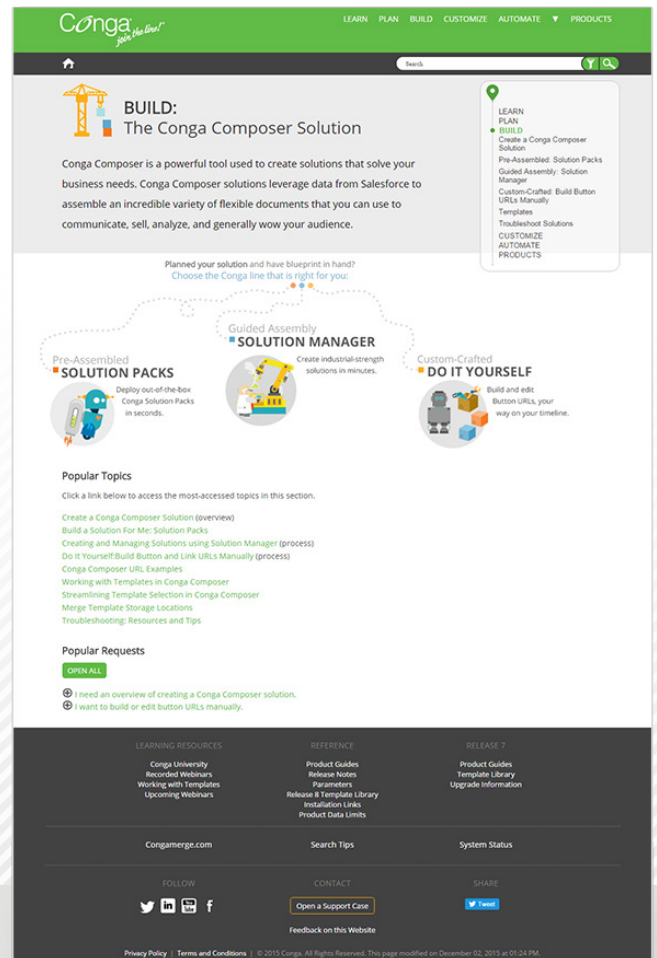 Conga
join the line!™
LEARN PLAN BUILD CUSTOMIZE AUTOMATE ▼ PRODUCTS
Search
BUILD:
The Conga Composer Solution
Conga Composer is a powerful tool used to create solutions that solve your
business needs. Conga Composer solutions leverage data from Salesforce to
assemble an incredible variety of flexible documents that you can use to
communicate, sell, analyze, and generally wow your audience.
LEARN
PLAN
BUILD
Create a Conga Composer
Solution
Pre-Assembled: Solution Packs
Guided Assembly: Solution
Manager
Custom-Crafted: Build Button
URLs Manually
Templates
Troubleshoot Solutions
CUSTOMIZE
AUTOMATE
PRODUCTS
Planned your solution and have blueprint in hand?
Choose the Conga line that is right for you:
Pre-Assembled
SOLUTION PACKS
Deploy out-of-the-box
Conga Solution Packs
in seconds.
Guided Assembly
SOLUTION MANAGER
Create industrial-strength
solutions in minutes.
Custom-Crafted
DO IT YOURSELF
Build and edit
Button URLs, your
way on your timeline.
Popular Topics
Click a link below to access the most-accessed topics in this section.
Create a Conga Composer Solution (overview)
Build a Solution For Me: Solution Packs
Creating and Managing Solutions using Solution Manager (process)
Do It Yourself:Build Button and Link URLs Manually (process)
Conga Composer URL Examples
Working with Templates in Conga Composer
Streamlining Template Selection in Conga Composer
Merge Template Storage Locations
Troubleshooting: Resources and Tips
Popular Requests
OPEN ALL
I need an overview of creating a Conga Composer solution.
I want to build or edit button URLs manually.
LEARNING RESOURCES
Conga University
Recorded Webinars
Working with Templates
Upcoming Webinars
REFERENCE
Product Guides
Release Notes
Parameters
Release 8 Template Library
Installation Links
Product Data Limits
RELEASE 7
Product Guides
Template Library
Upgrade Information
Congamerge.com
Search Tips
System Status
FOLLOW
in You Tube f
CONTACT
Open a Support Case
Feedback on this Website
SHARE
Tweet
Privacy Policy | Terms and Conditions | © 2015 Conga. All Rights Reserved. This page modified on December 02, 2015 at 01:24 PM.